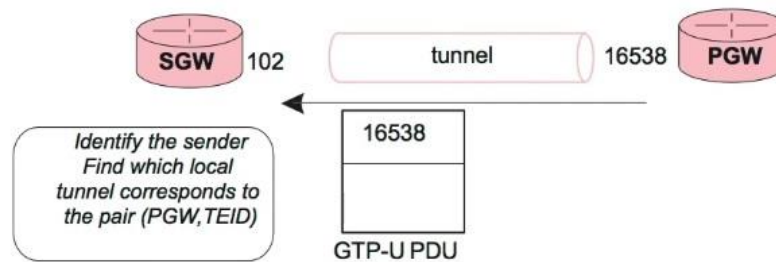 SGW
102
tunnel
16538
PGW
Identify the sender
Find which local
tunnel corresponds to
the pair (PGW,TEID)
16538
GTP-U PDU